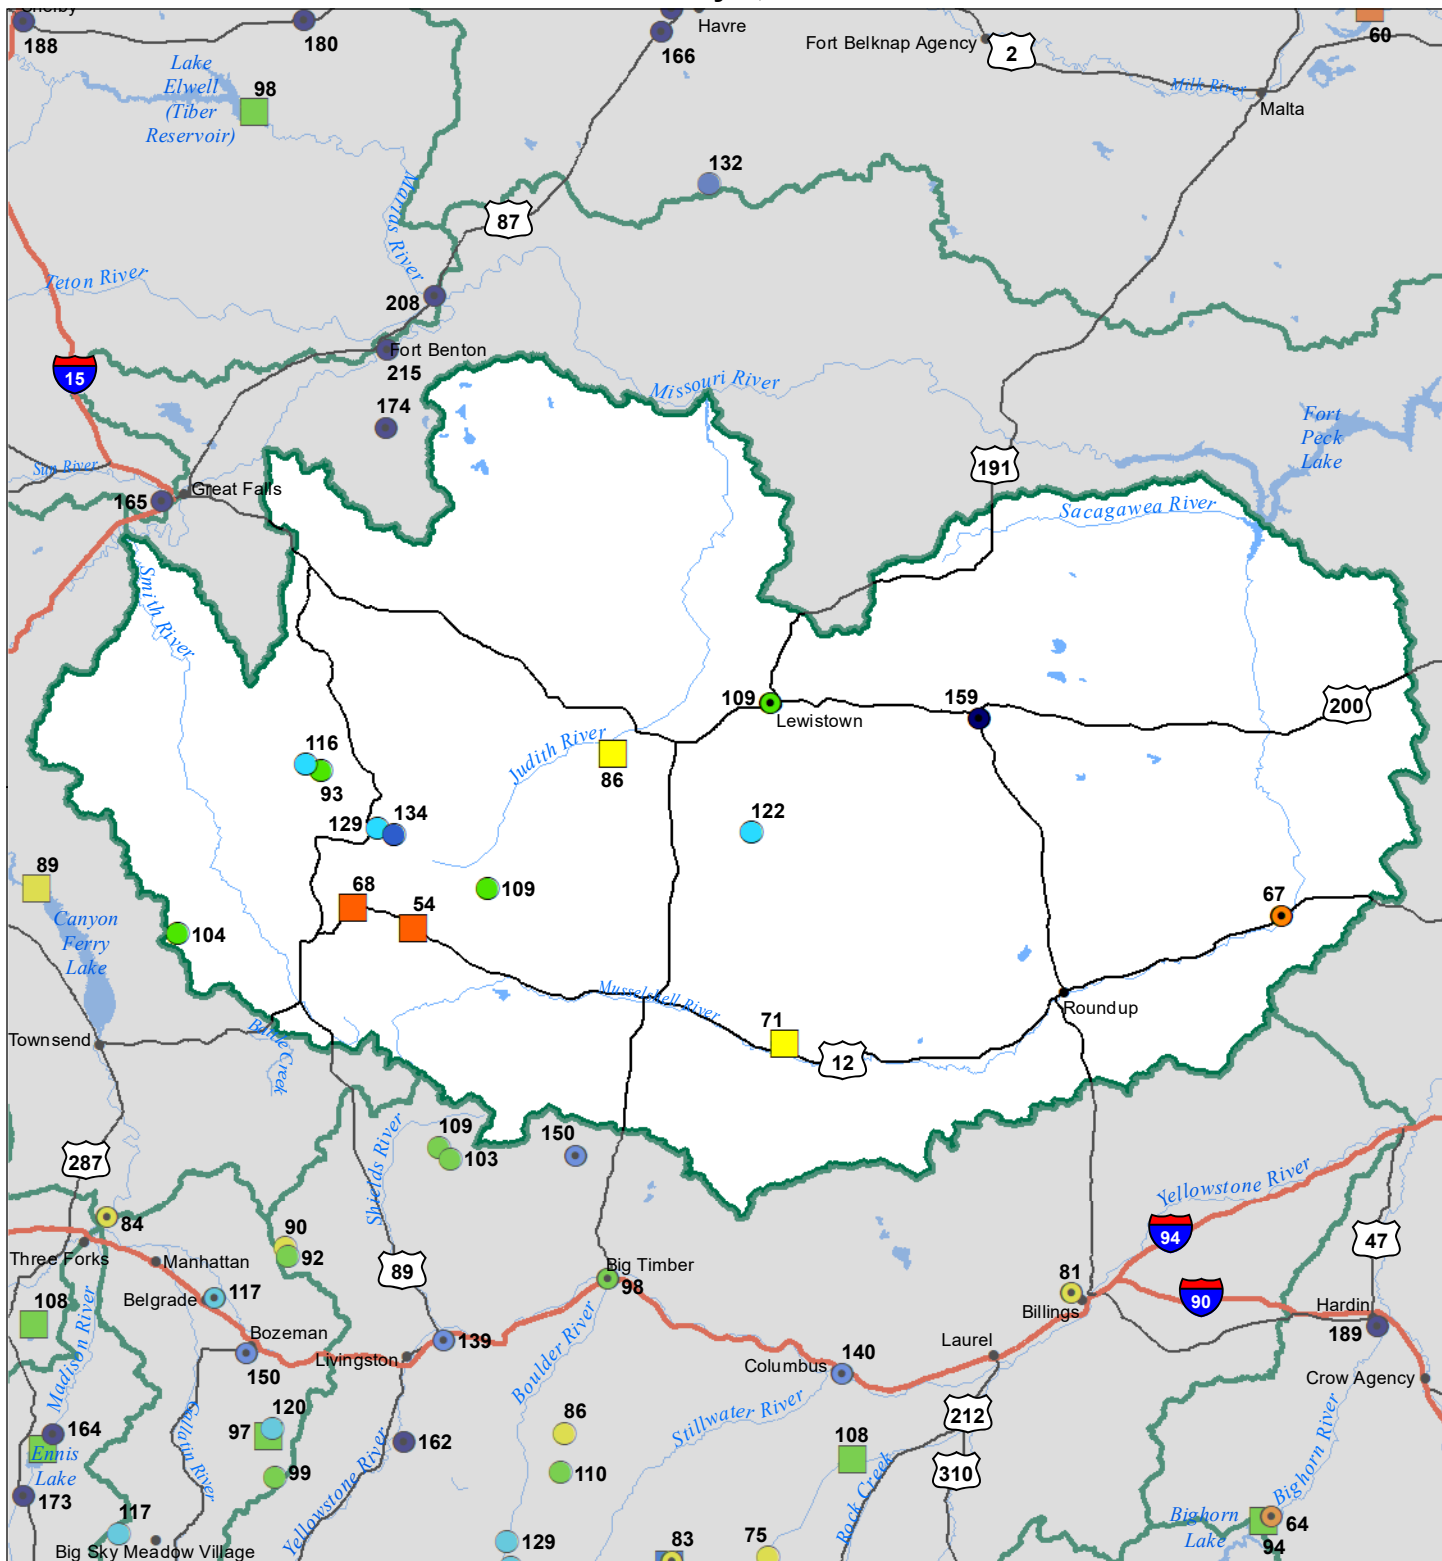 Shelby
188
180
Havre
166
Fort Belknap Agency
2
60
Lake
Elwell
(Tiber
Reservoir)
98
Milk River
Malta
132
Marias River
87
Teton River
208
Fort Benton
215
15
174
Missouri River
Fort
Peck
Lake
191
Sun River
165
Great Falls
Sacagawea River
Smith River
109
Lewistown
159
200
116
93
Judith River
86
129
134
122
89
68
54
109
67
Canyon
Ferry
Lake
104
Musselshell River
Roundup
71
12
Townsend
Battle Creek
Shields River
109
103
150
287
Yellowstone River
84
90
92
94
47
Three Forks
Manhattan
89
Big Timber
98
81
90
Belgrade
117
Billings
Hardin
189
108
Madison River
Bozeman
150
Livingston
139
Boulder River
Laurel
Columbus
140
Crow Agency
164
120
97
86
Stillwater River
212
Ennis
Lake
Gallatin River
162
108
99
110
310
173
Yellowstone River
Rock Creek
Bighorn River
117
Big Sky Meadow Village
129
83
75
Bighorn
Lake
64
94